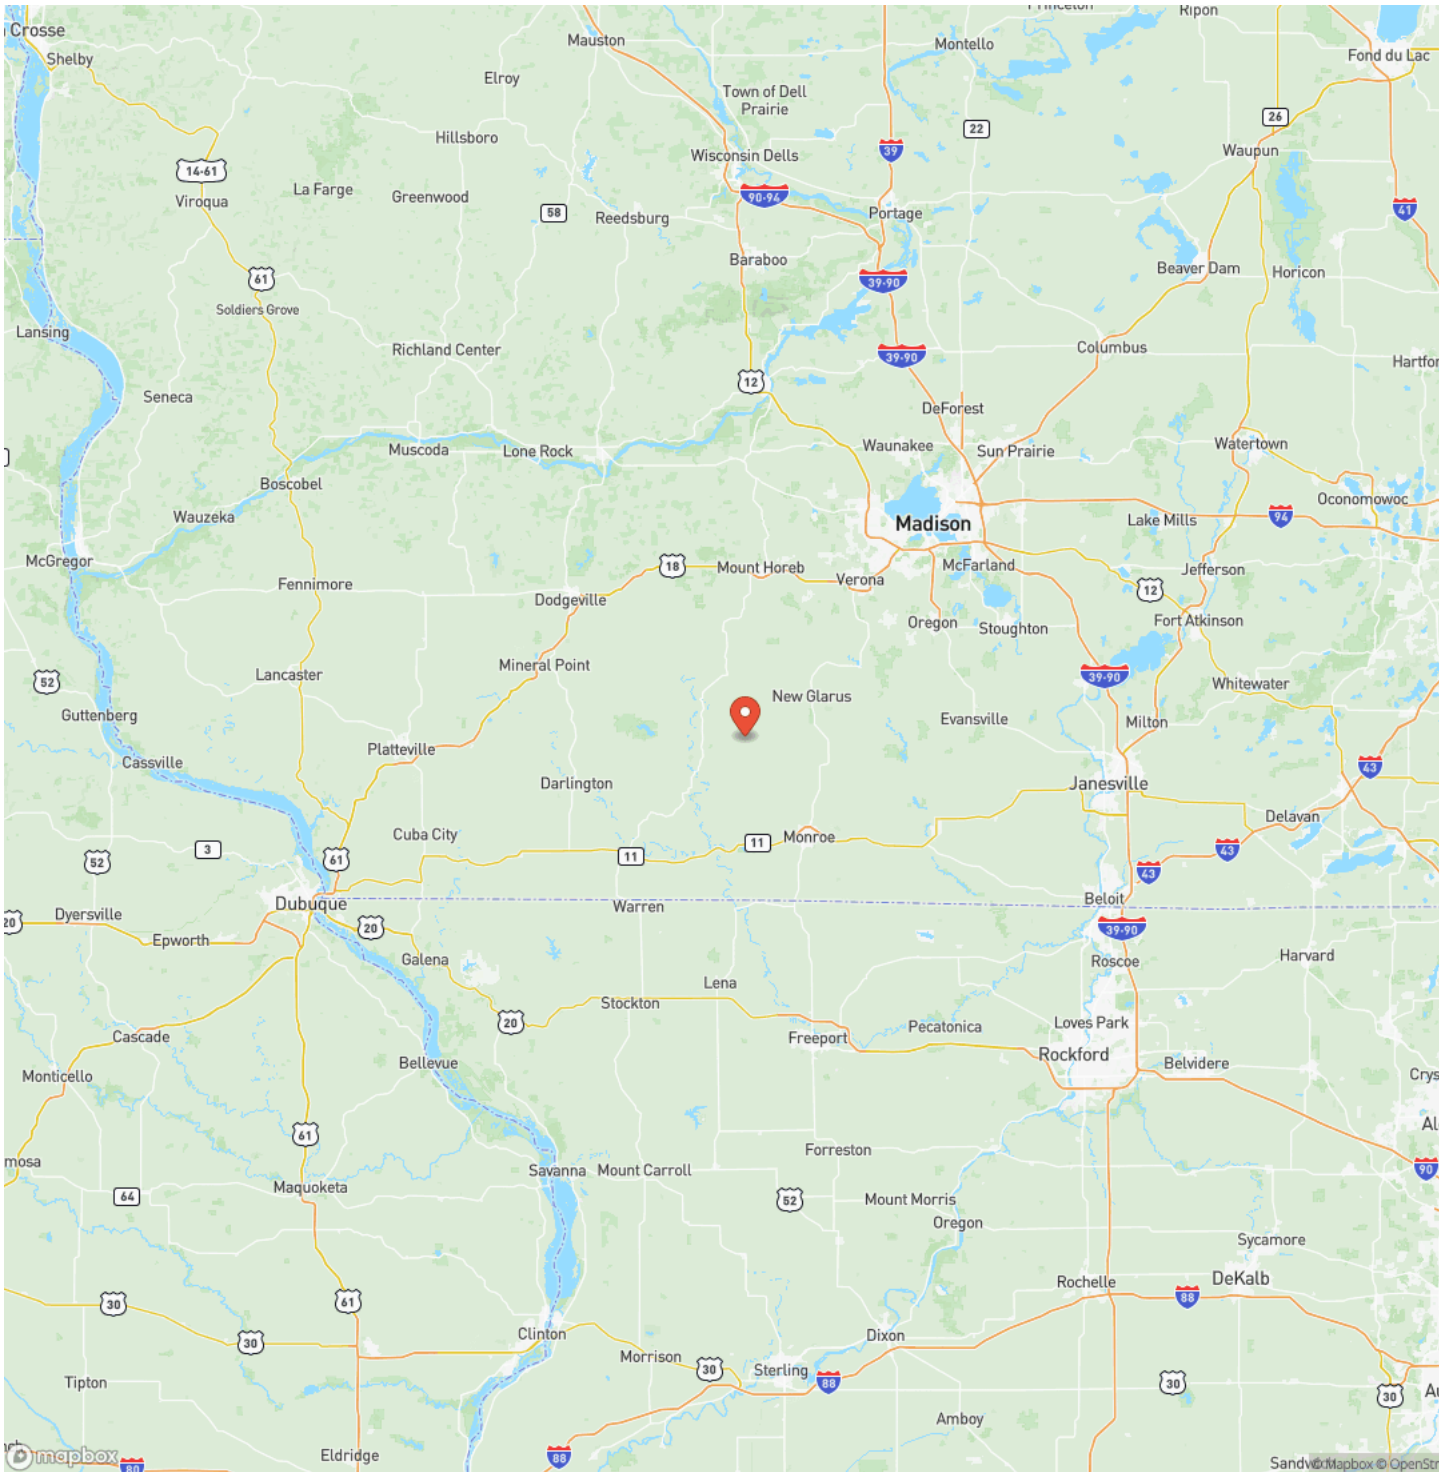 Princeton
Ripon
Crosse
Shelby
Mauston
Montello
Fond du Lac
Elroy
Town of Dell
Prairie
26
22
Hillsboro
39
Waupun
Wisconsin Dells
14-61
La Farge
Greenwood
90-94
Viroqua
58
Reedsburg
Portage
41
Baraboo
Beaver Dam
Horicon
61
39-90
Soldiers Grove
Lansing
Richland Center
39-90
Columbus
Hartfor
12
Seneca
DeForest
Waunakee
Sun Prairie
Watertown
Muscoda
Lone Rock
Boscobel
Oconomowoc
Wauzeka
Madison
Lake Mills
94
McGregor
18
Mount Horeb
McFarland
Jefferson
Fennimore
Verona
12
Dodgeville
Oregon
Stoughton
Fort Atkinson
Mineral Point
Lancaster
39-90
Whitewater
52
New Glarus
Guttenberg
Evansville
Milton
Platteville
Cassville
43
Darlington
Janesville
Delavan
Cuba City
Monroe
3
11
11
43
52
61
43
Dubuque
Beloit
Dyersville
Warren
20
20
39-90
Epworth
Galena
Roscoe
Harvard
Lena
Stockton
20
Loves Park
Pecatonica
Cascade
Freeport
Rockford
Bellevue
Belvidere
Monticello
Crys
61
Al
Forreston
mosa
Savanna
Mount Carroll
90
Maquoketa
64
52
Mount Morris
Oregon
Sycamore
DeKalb
Rochelle
30
61
88
Clinton
Dixon
30
Morrison
30
Sterling
88
Tipton
30
30
Au
Amboy
Eldridge
88
mapbox
80
Sandw
© Mapbox © OpenStr